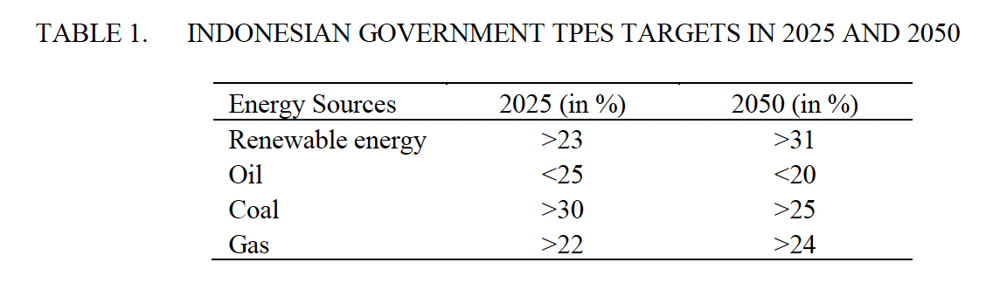 TABLE 1. INDONESIAN GOVERNMENT TPES TARGETS IN 2025 AND 2050
Energy Sources 2025 (in %) 2050 (in %)
Renewable energy >23 >31
Oil <25 <20
Coal >30 >25
Gas >22 >24